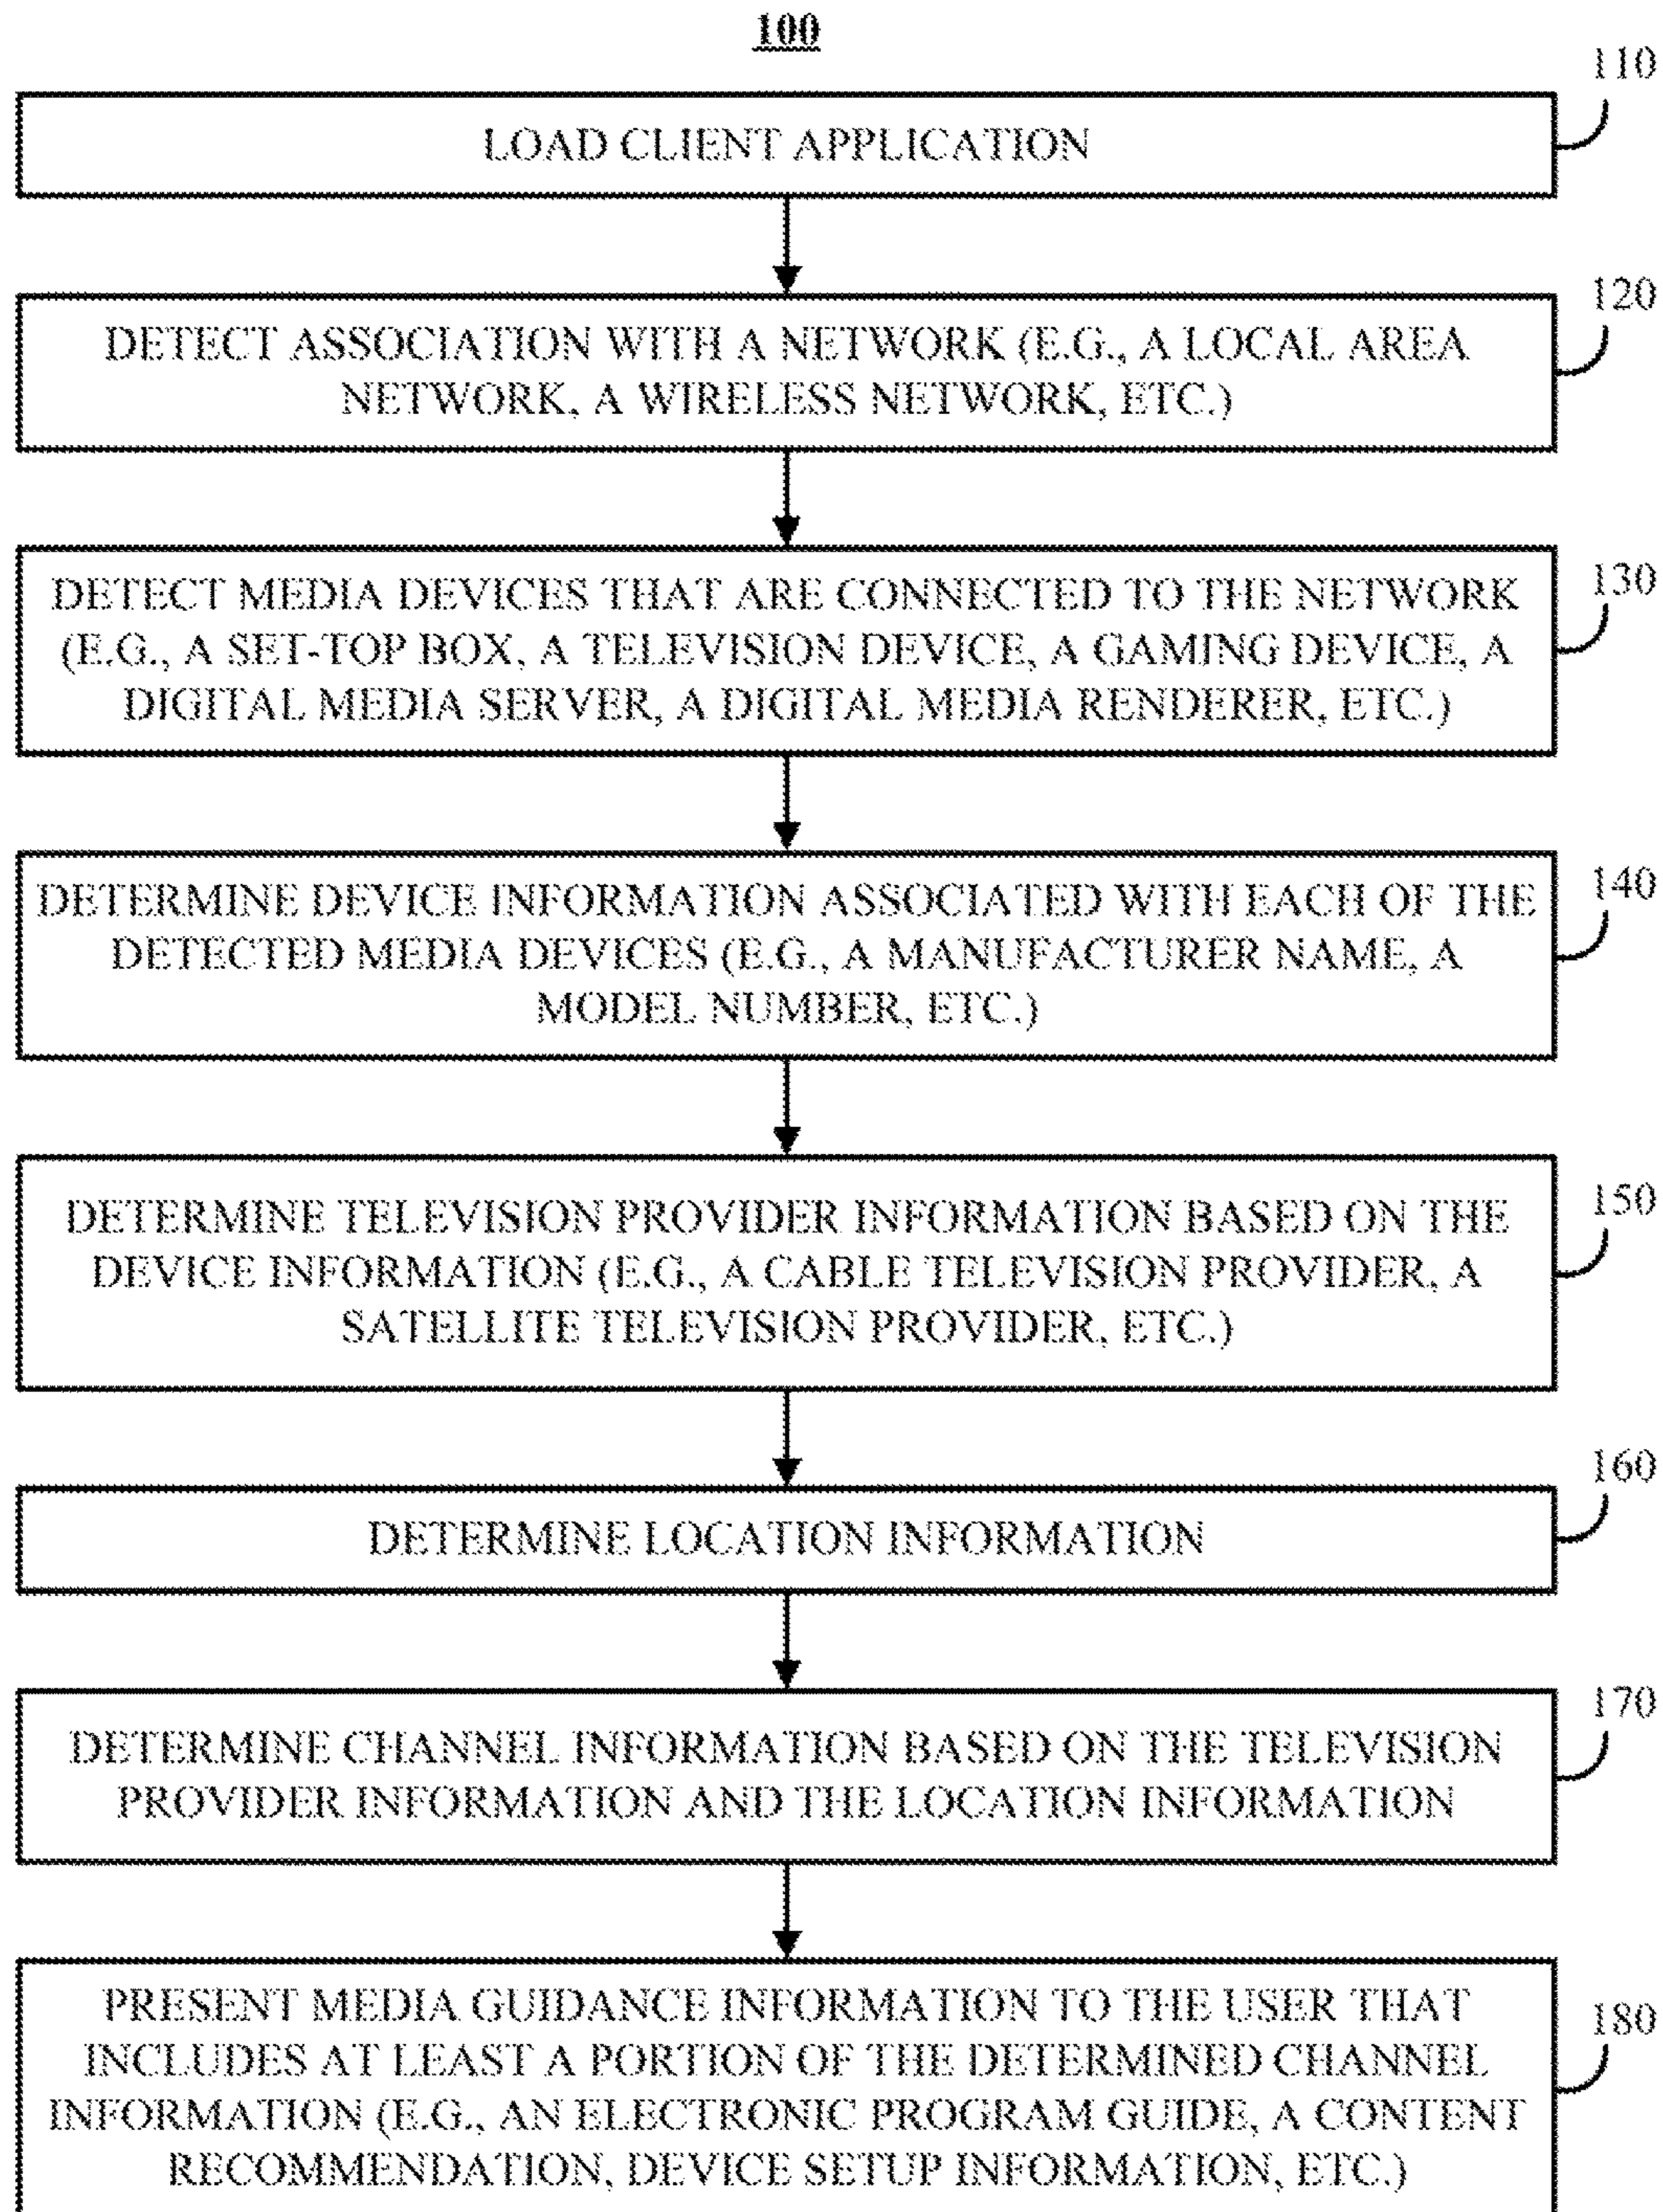 100
110
LOAD CLIENT APPLICATION
120
DETECT ASSOCIATION WITH A NETWORK (E.G., A LOCAL AREA
NETWORK, A WIRELESS NETWORK, ETC.)
130
DETECT MEDIA DEVICES THAT ARE CONNECTED TO THE NETWORK
(E.G., A SET-TOP BOX, A TELEVISION DEVICE, A GAMING DEVICE, A
DIGITAL MEDIA SERVER, A DIGITAL MEDIA RENDERER, ETC.)
140
DETERMINE DEVICE INFORMATION ASSOCIATED WITH EACH OF THE
DETECTED MEDIA DEVICES (E.G., A MANUFACTURER NAME, A
MODEL NUMBER, ETC.)
150
DETERMINE TELEVISION PROVIDER INFORMATION BASED ON THE
DEVICE INFORMATION (E.G., A CABLE TELEVISION PROVIDER, A
SATELLITE TELEVISION PROVIDER, ETC.)
160
DETERMINE LOCATION INFORMATION
170
DETERMINE CHANNEL INFORMATION BASED ON THE TELEVISION
PROVIDER INFORMATION AND THE LOCATION INFORMATION
180
PRESENT MEDIA GUIDANCE INFORMATION TO THE USER THAT
INCLUDES AT LEAST A PORTION OF THE DETERMINED CHANNEL
INFORMATION (E.G., AN ELECTRONIC PROGRAM GUIDE, A CONTENT
RECOMMENDATION, DEVICE SETUP INFORMATION, ETC.)